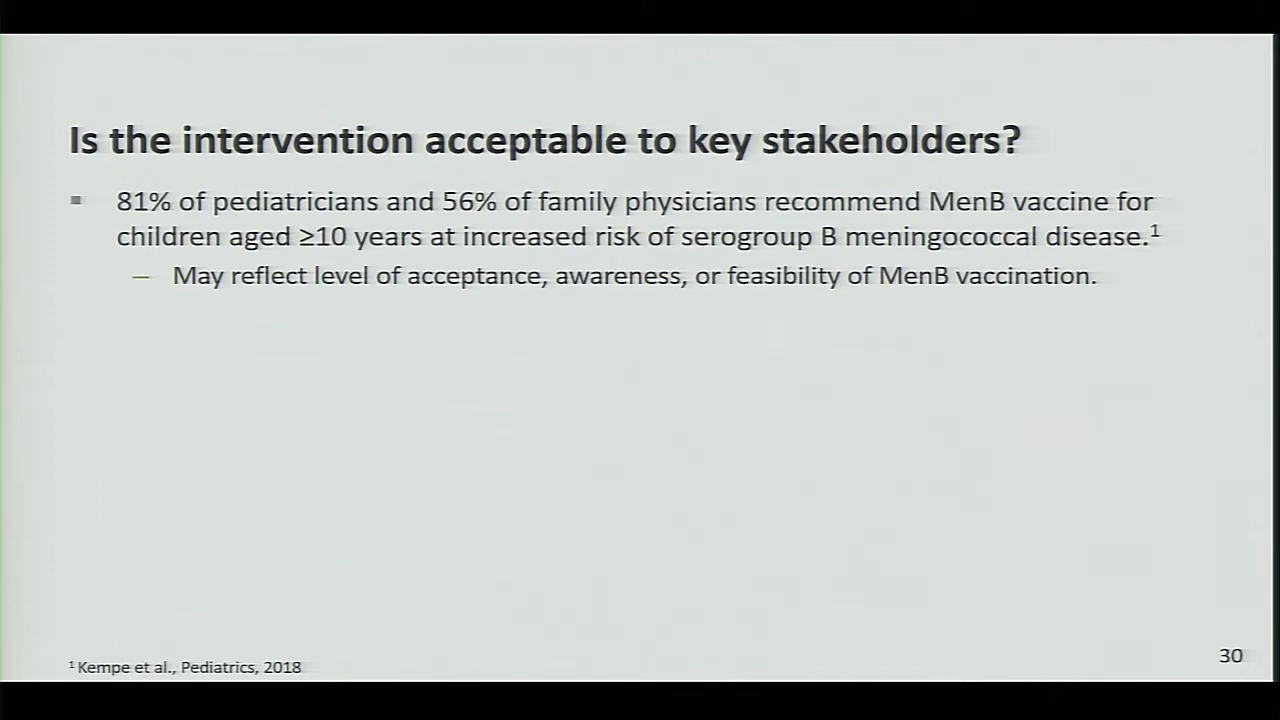 Is the intervention acceptable to key stakeholders?
▪ 81% of pediatricians and 56% of family physicians recommend MenB vaccine for
children aged ≥10 years at increased risk of serogroup B meningococcal disease.¹
– May reflect level of acceptance, awareness, or feasibility of MenB vaccination.
¹ Kempe et al., Pediatrics, 2018
30